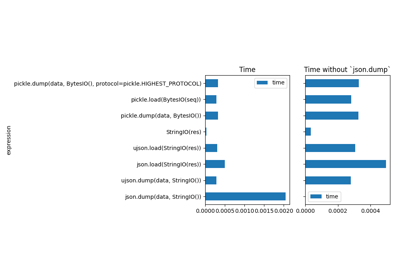 Time
Time without `json.dump`
expression
pickle.dump(data, BytesIO(), protocol=pickle.HIGHEST_PROTOCOL)
pickle.load(BytesIO(seq))
pickle.dump(data, BytesIO())
StringIO(res)
ujson.load(StringIO(res))
json.load(StringIO(res))
ujson.dump(data, StringIO())
json.dump(data, StringIO())
time
time
0.0000 0.0005 0.0010 0.0015 0.0020
0.0000 0.0002 0.0004